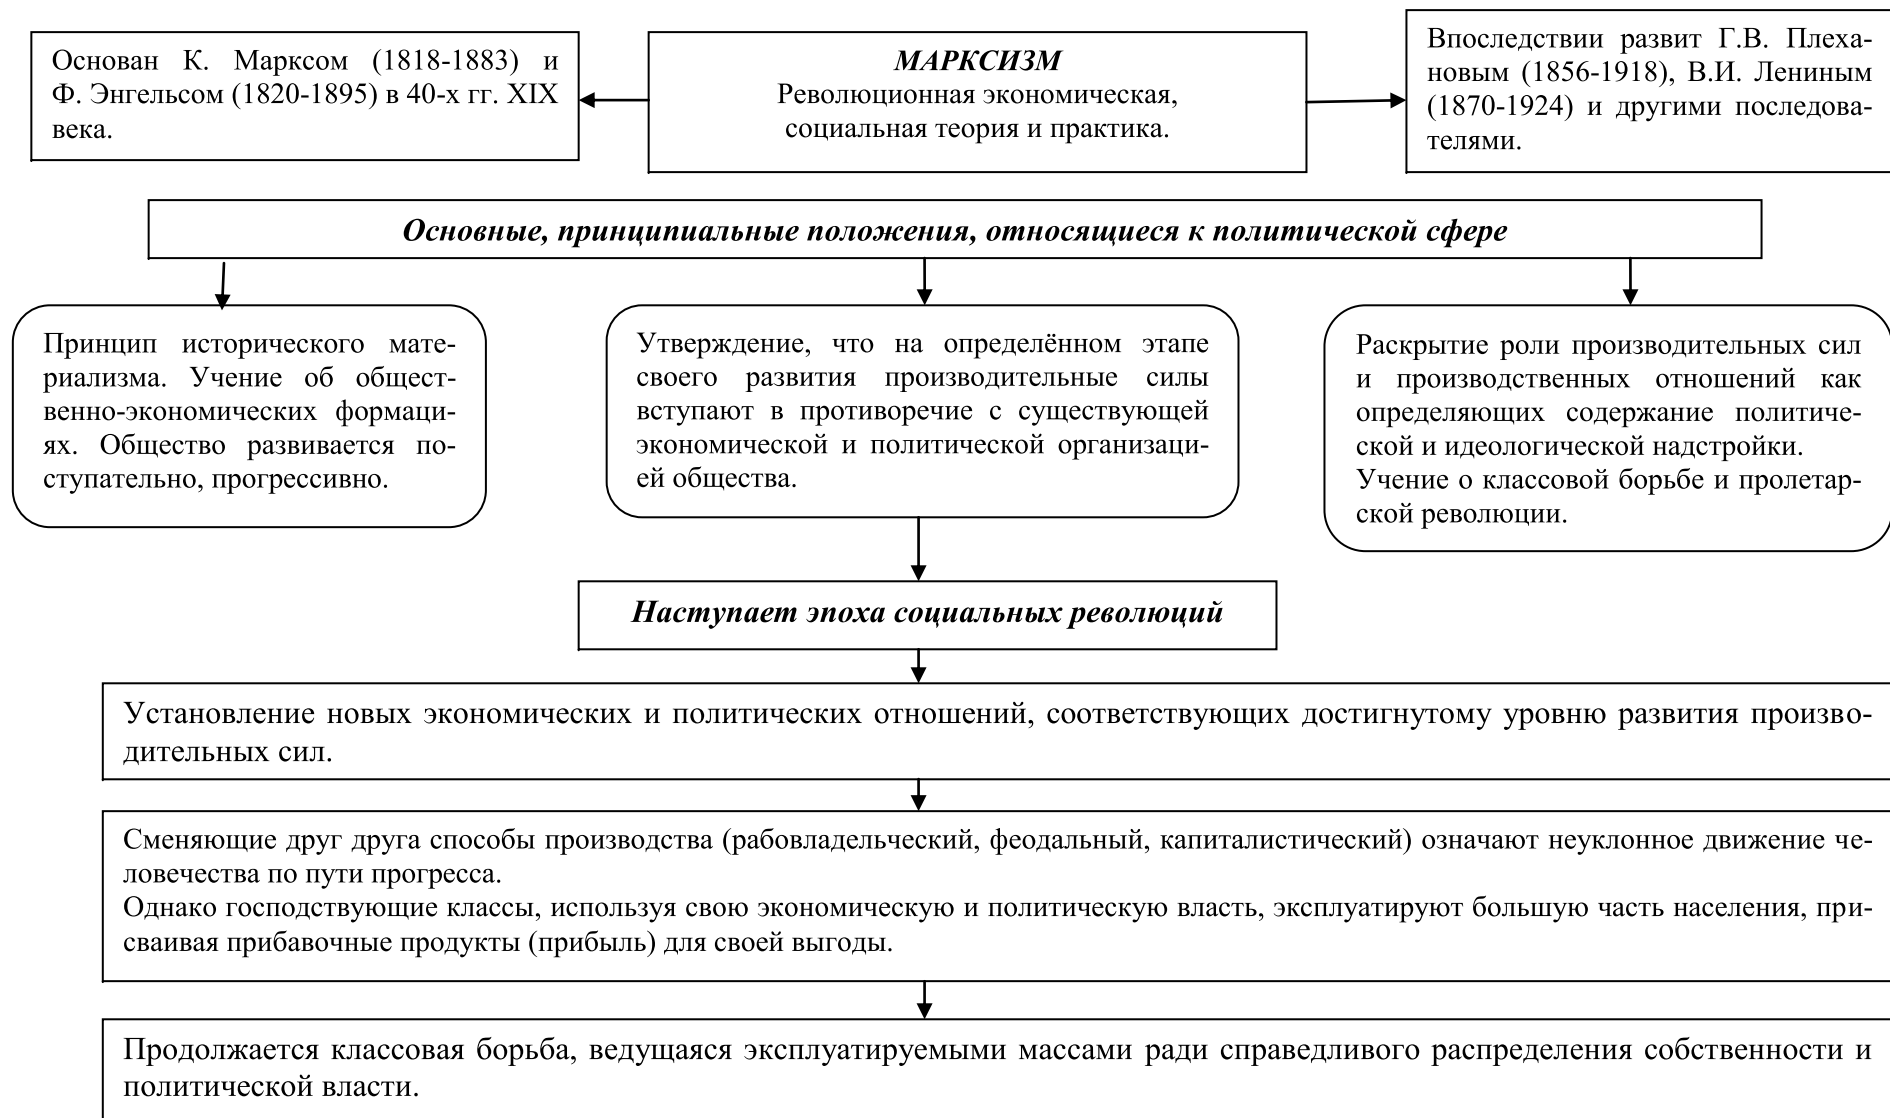 Основан К. Марксом (1818-1883) и
Ф. Энгельсом (1820-1895) в 40-х гг. XIX
века.
МАРКСИЗМ
Революционная экономическая,
социальная теория и практика.
Впоследствии развит Г.В. Плеха-
новым (1856-1918), В.И. Лениным
(1870-1924) и другими последова-
телями.
Основные, принципиальные положения, относящиеся к политической сфере
Принцип исторического мате-
риализма. Учение об общест-
венно-экономических формаци-
ях. Общество развивается по-
ступательно, прогрессивно.
Утверждение, что на определённом этапе
своего развития производительные силы
вступают в противоречие с существующей
экономической и политической организаци-
ей общества.
Раскрытие роли производительных сил
и производственных отношений как
определяющих содержание политиче-
ской и идеологической надстройки.
Учение о классовой борьбе и пролетар-
ской революции.
Наступает эпоха социальных революций
Установление новых экономических и политических отношений, соответствующих достигнутому уровню развития произво-
дительных сил.
Сменяющие друг друга способы производства (рабовладельческий, феодальный, капиталистический) означают неуклонное движение че-
ловечества по пути прогресса.
Однако господствующие классы, используя свою экономическую и политическую власть, эксплуатируют большую часть населения, при-
сваивая прибавочные продукты (прибыль) для своей выгоды.
Продолжается классовая борьба, ведущаяся эксплуатируемыми массами ради справедливого распределения собственности и
политической власти.